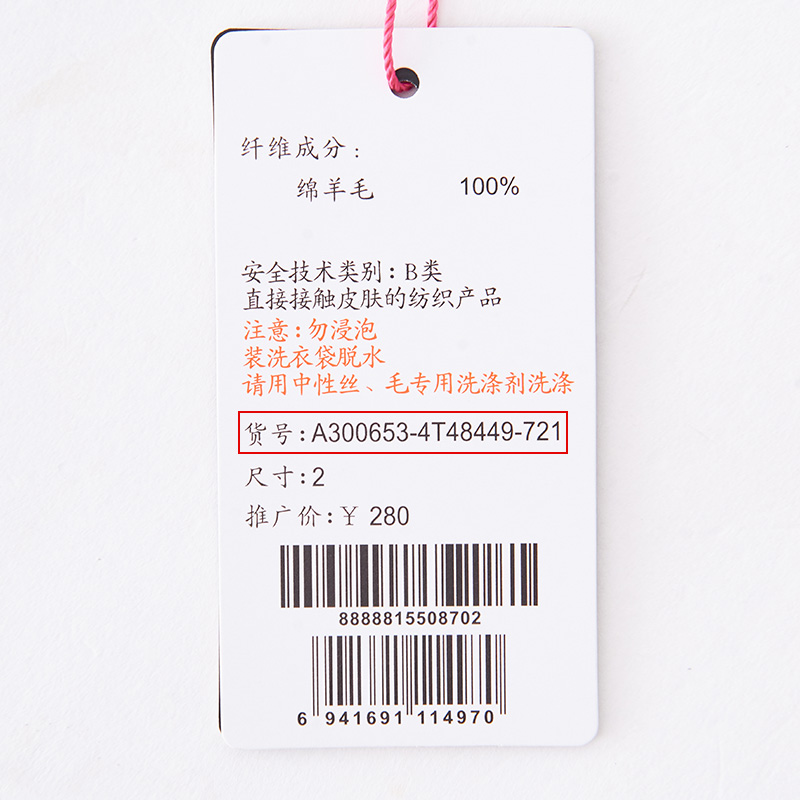 纤维成分:
绵羊毛 100%
安全技术类别:B类
直接接触皮肤的纺织产品
注意:勿浸泡
装洗衣袋脱水
请用中性丝、毛专用洗涤剂洗涤
货号:A300653-4T48449-721
尺寸:2
推广价:¥ 280
8888815508702
6 941691 114970